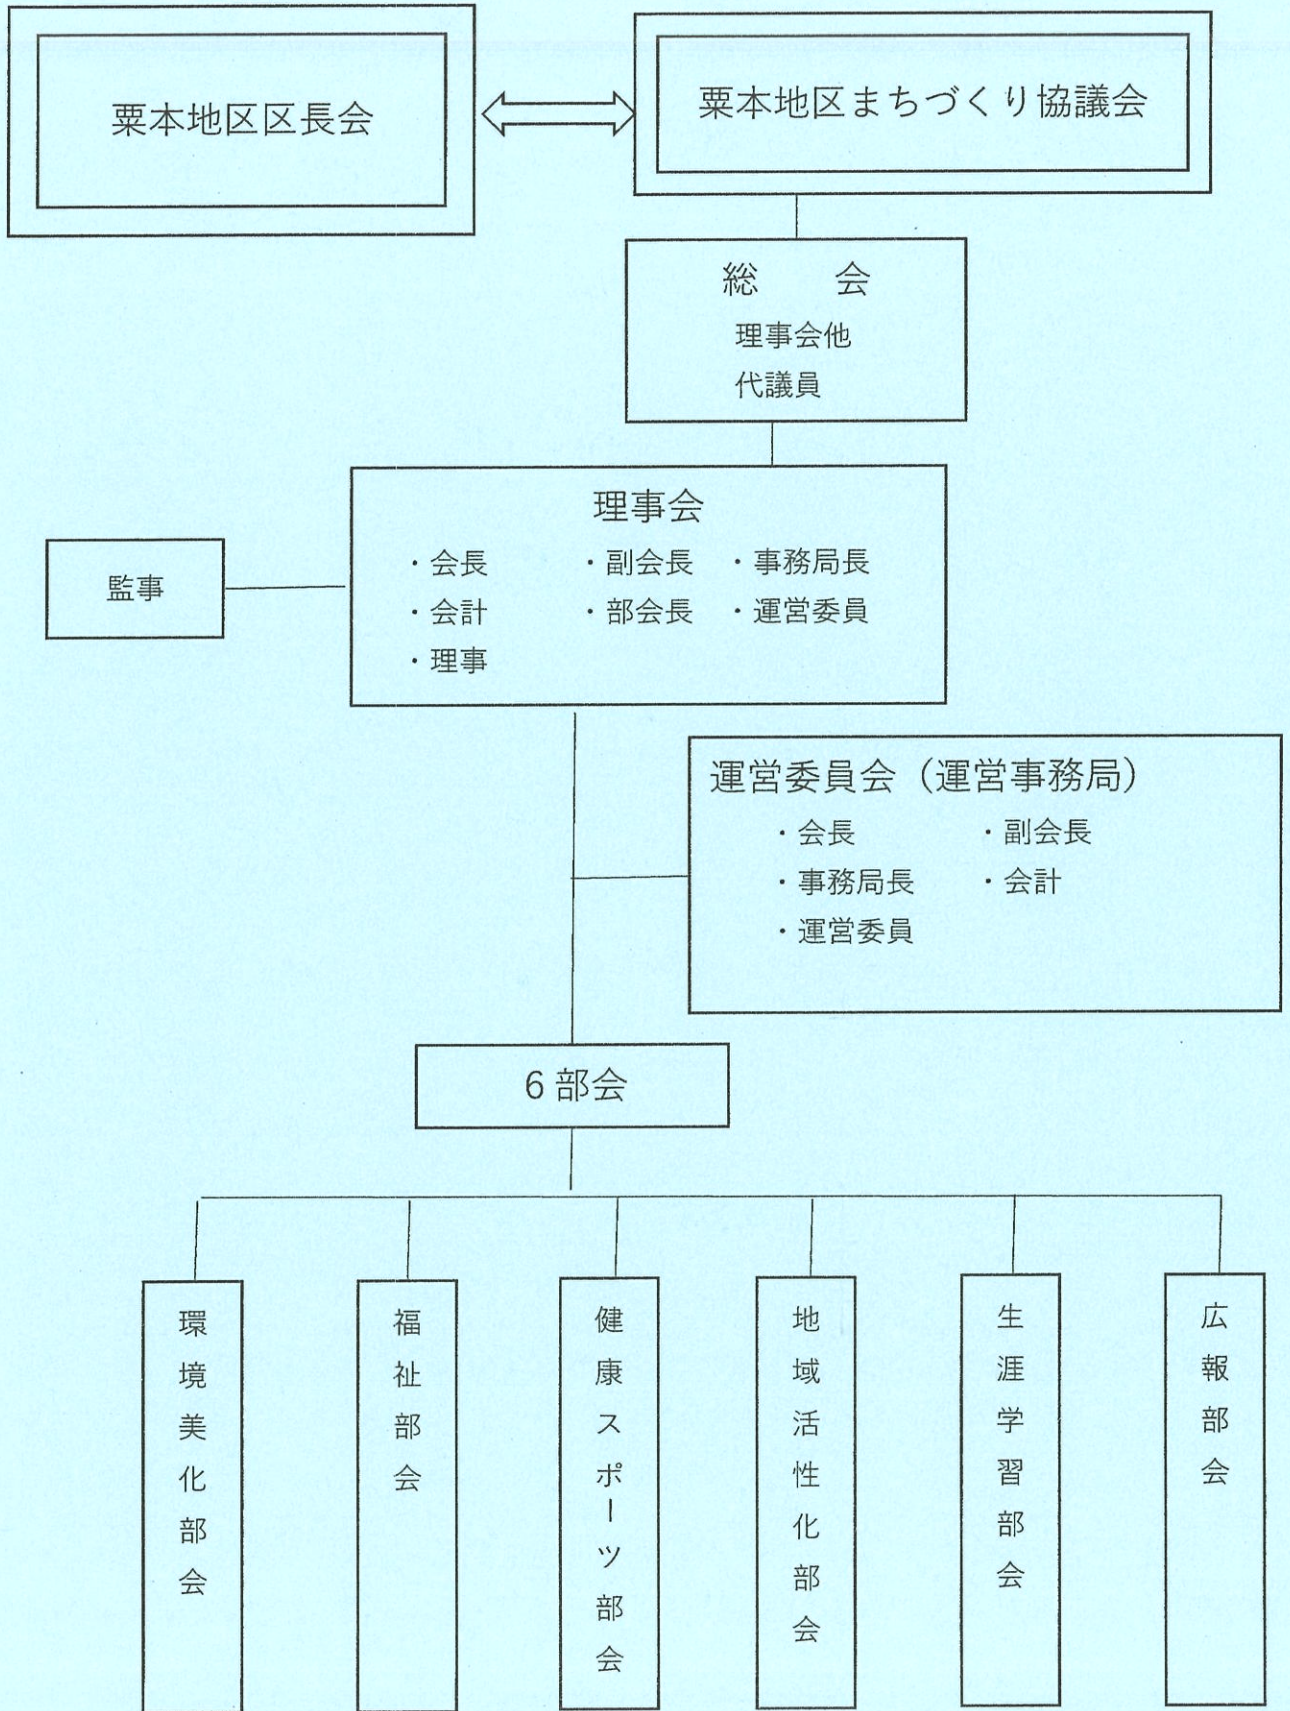 粟本地区区長会
粟本地区まちづくり協議会
総　会
理事会他
代議員
理事会
・会長　・副会長　・事務局長
・会計　・部会長　・運営委員
・理事
監事
運営委員会（運営事務局）
・会長　・副会長
・事務局長　・会計
・運営委員
6部会
環境美化部会
福祉部会
健康スポーツ部会
地域活性化部会
生涯学習部会
広報部会